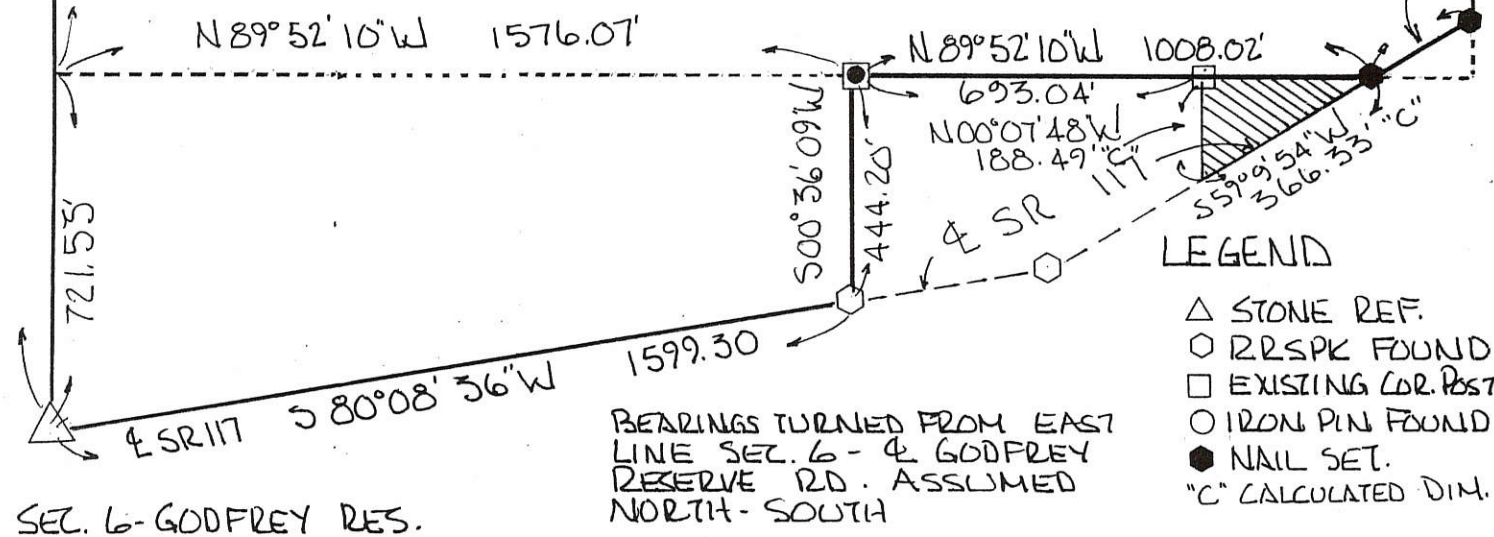 N 89° 52' 10" W 1576.07'
N 89° 52' 10" W 1008.02'
693.04'
N00° 07' 48" W
188.49' "C"
S00° 36' 09" W
444.20'
721.53'
S59° 9' 54" W
366.33' "C"
℄ SR 117
℄ SR117 S 80° 08' 36" W 1599.30
LEGEND
△ STONE REF.
⬡ RRSPK FOUND
□ EXISTING COR. POST
○ IRON PIN FOUND
⬢ NAIL SET.
"C" CALCULATED DIM.
BEARINGS TURNED FROM EAST
LINE SEC. 6 - ℄ GODFREY
RESERVE RD. ASSUMED
NORTH - SOUTH
SEC. 6 - GODFREY RES.